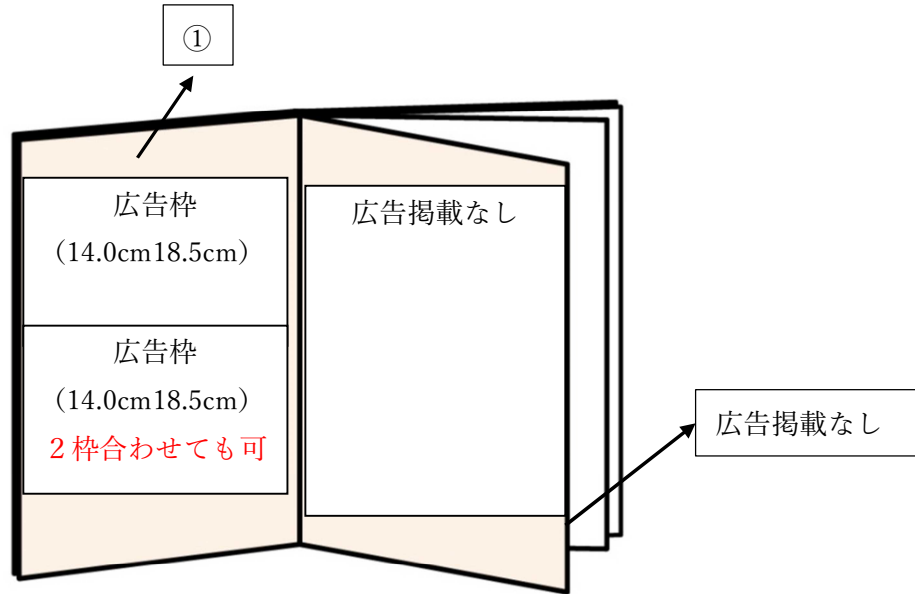 ①
広告枠
（14.0cm18.5cm）
広告枠
（14.0cm18.5cm）
２枠合わせても可
広告掲載なし
広告掲載なし